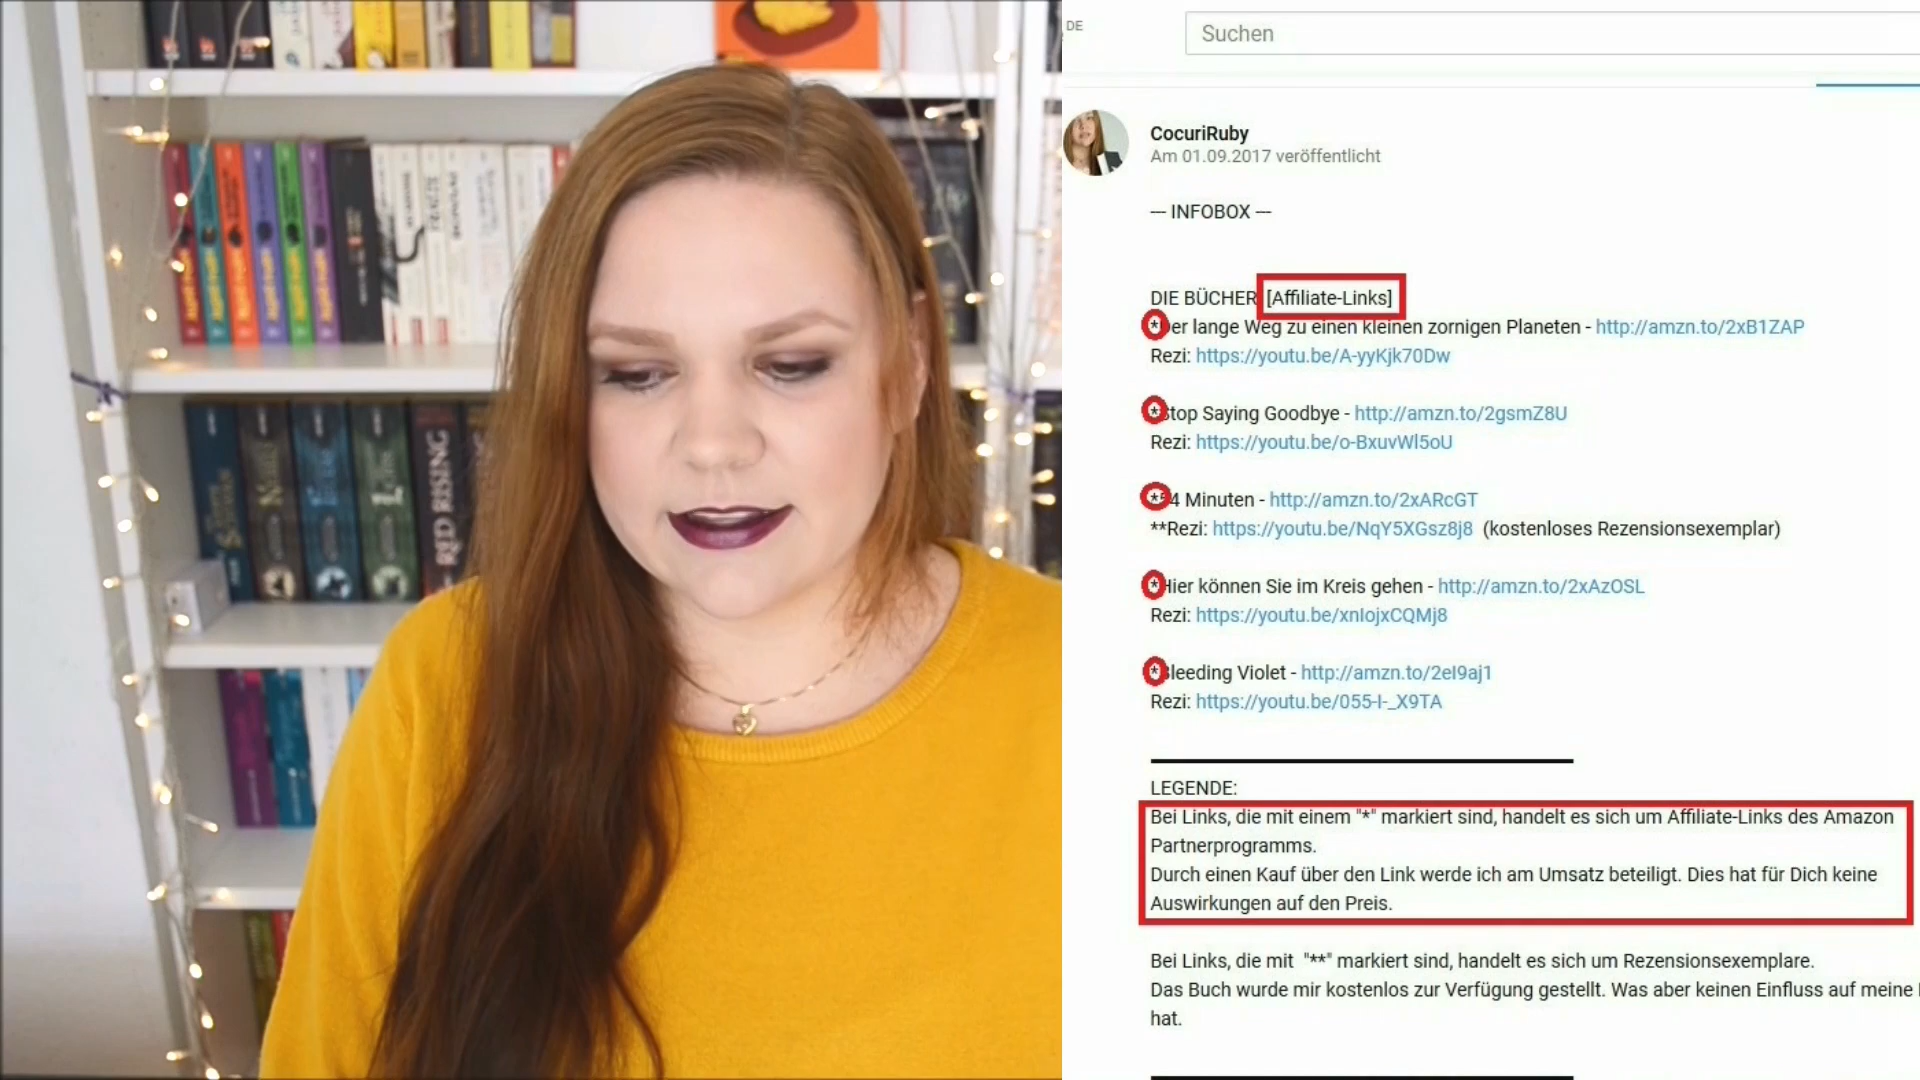 DE
Suchen
CocuriRuby
Am 01.09.2017 veröffentlicht
--- INFOBOX ---
DIE BÜCHER [Affiliate-Links]
*Der lange Weg zu einen kleinen zornigen Planeten - http://amzn.to/2xB1ZAP
Rezi: https://youtu.be/A-yyKjk70Dw
*Stop Saying Goodbye - http://amzn.to/2gsmZ8U
Rezi: https://youtu.be/o-BxuvWl5oU
*54 Minuten - http://amzn.to/2xARcGT
**Rezi: https://youtu.be/NqY5XGsz8j8 (kostenloses Rezensionsexemplar)
*Hier können Sie im Kreis gehen - http://amzn.to/2xAzOSL
Rezi: https://youtu.be/xnIojxCQMj8
*Bleeding Violet - http://amzn.to/2eI9aj1
Rezi: https://youtu.be/055-I-_X9TA
LEGENDE:
Bei Links, die mit einem "*" markiert sind, handelt es sich um Affiliate-Links des Amazon
Partnerprogramms.
Durch einen Kauf über den Link werde ich am Umsatz beteiligt. Dies hat für Dich keine
Auswirkungen auf den Preis.
Bei Links, die mit "**" markiert sind, handelt es sich um Rezensionsexemplare.
Das Buch wurde mir kostenlos zur Verfügung gestellt. Was aber keinen Einfluss auf meine
hat.
RED RISING